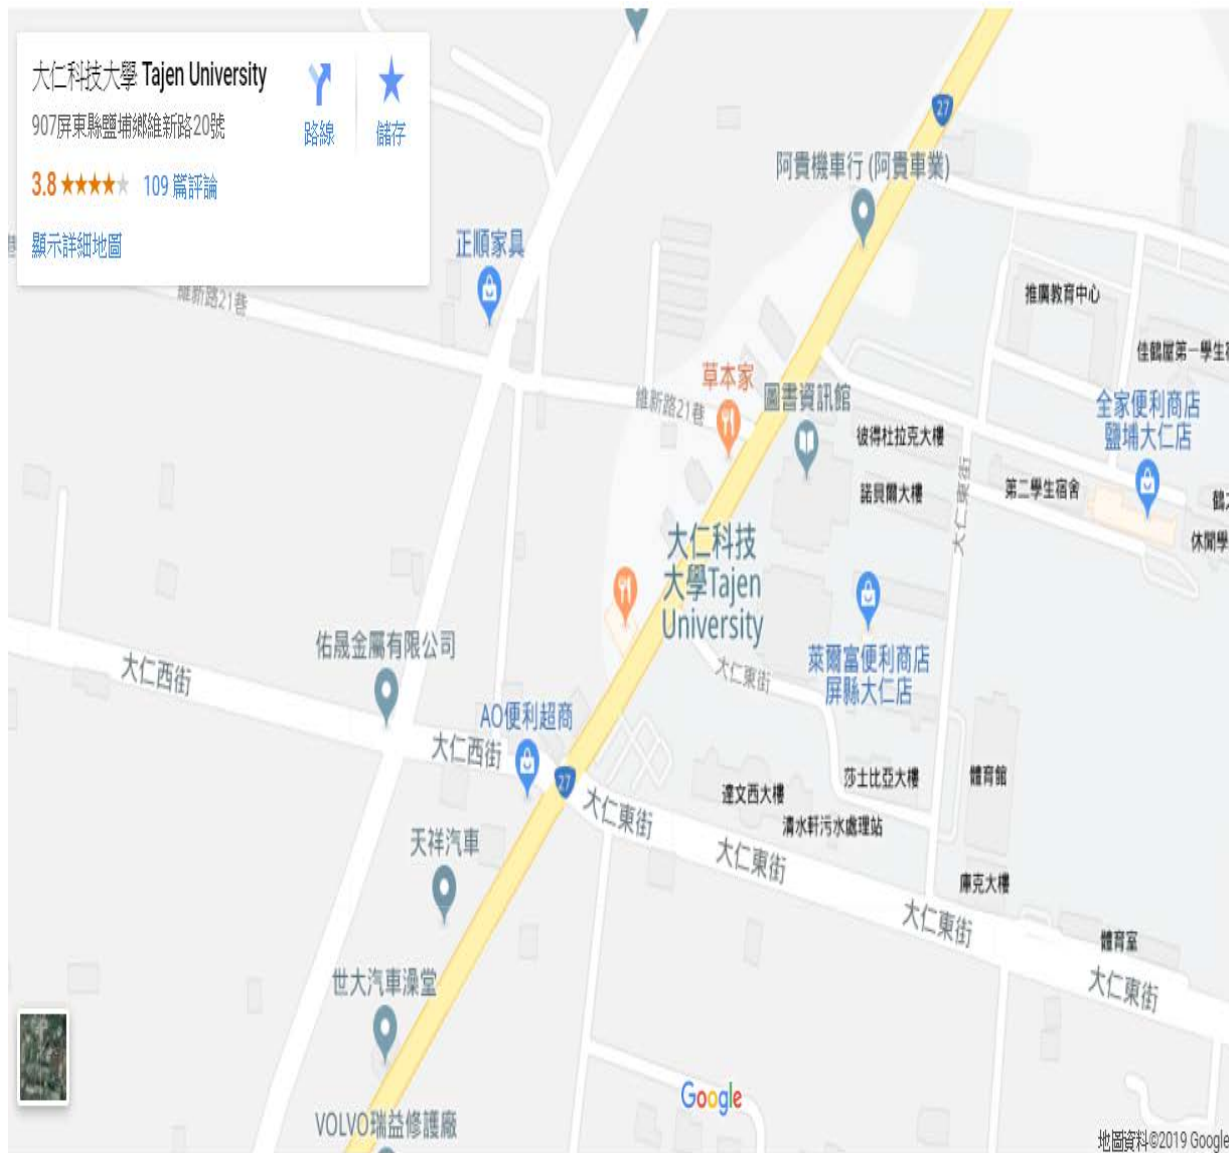 大仁科技大學 Tajen University
907屏東縣鹽埔鄉維新路20號
3.8
109 篇評論
顯示詳細地圖
路線
儲存
27
阿貴機車行 (阿貴車業)
正順家具
維新路21巷
推廣教育中心
佳鶴屋第一學生宿
草本家
圖書資訊館
維新路21巷
全家便利商店
鹽埔大仁店
彼得杜拉克大樓
諾貝爾大樓
大仁東街
第二學生宿舍
休閒學
大仁科技
大學Tajen
University
萊爾富便利商店
屏縣大仁店
佑晟金屬有限公司
大仁西街
大仁東街
AO便利超商
大仁西街
27
大仁東街
達文西大樓
莎士比亞大樓
體育館
清水軒污水處理站
天祥汽車
大仁東街
庫克大樓
大仁東街
體育室
世大汽車澡堂
大仁東街
Google
VOLVO瑞益修護廠
地圖資料©2019 Google